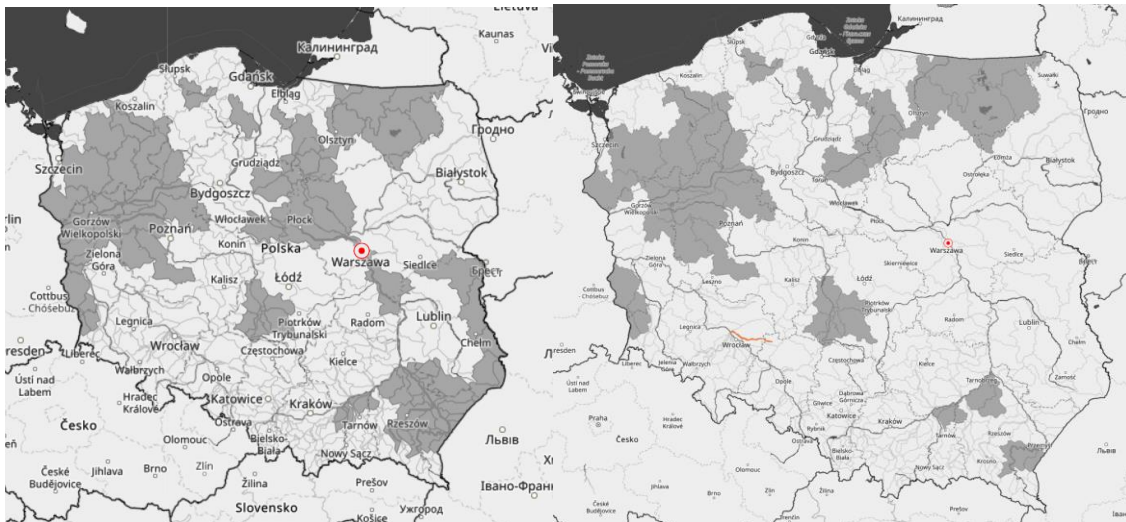 Lietuva
Kaunas
Калининград
Słupsk
Gdańsk
Koszalin
Elbląg
Гродно
Olsztyn
Szczecin
Grudziądz
Białystok
Bydgoszcz
Gorzów
Wielkopolski
Włocławek
Płock
Poznań
Konin
Polska
Warszawa
Siedlce
Брест
Zielona
Góra
Łódź
Kalisz
Cottbus
- Chóśebuz
Radom
Lublin
Legnica
Piotrków
Trybunalski
Chełm
Wrocław
Częstochowa
Liberec
Wałbrzych
Kielce
Opole
Ústí nad
Labem
Hradec
Králové
Katowice
Kraków
Rzeszów
Ostrava
Tarnów
Česko
Bielsko-
Biała
Львів
Olomouc
Nowy Sącz
České
Budějovice
Jihlava
Brno
Zlín
Žilina
Prešov
Івано-Фран
Slovensko
Košice
Ужгород
Калининград
Słupsk
Gdynia
Koszalin
Elbląg
Suwałki
Гродно
Olsztyn
Szczecin
Grudziądz
Łomża
Białystok
Bydgoszcz
Ostrołęka
Toruń
Gorzów
Wielkopolski
Włocławek
Płock
Poznań
Konin
Warszawa
Siedlce
Брест
Zielona
Góra
Skierniewice
Leszno
Kalisz
Łódź
Cottbus
- Chóśebuz
Piotrków
Trybunalski
Radom
Lublin
Legnica
Wrocław
Chełm
Liberec
Jelenia
Góra
Wałbrzych
Częstochowa
Kielce
Zamość
Opole
Tarnobrzeg
Ústí nad
Labem
Dąbrowa
Górnicza
Gliwice
Katowice
Praha
Hradec
Králové
Rybnik
Kraków
Tarnów
Rzeszów
Przemyśl
Česko
Ostrava
Bielsko-
Biała
Nowy Sącz
Krosno
Львів
Olomouc
České
Budějovice
Jihlava
Brno
Zlín
Žilina
Trenčín
Prešov